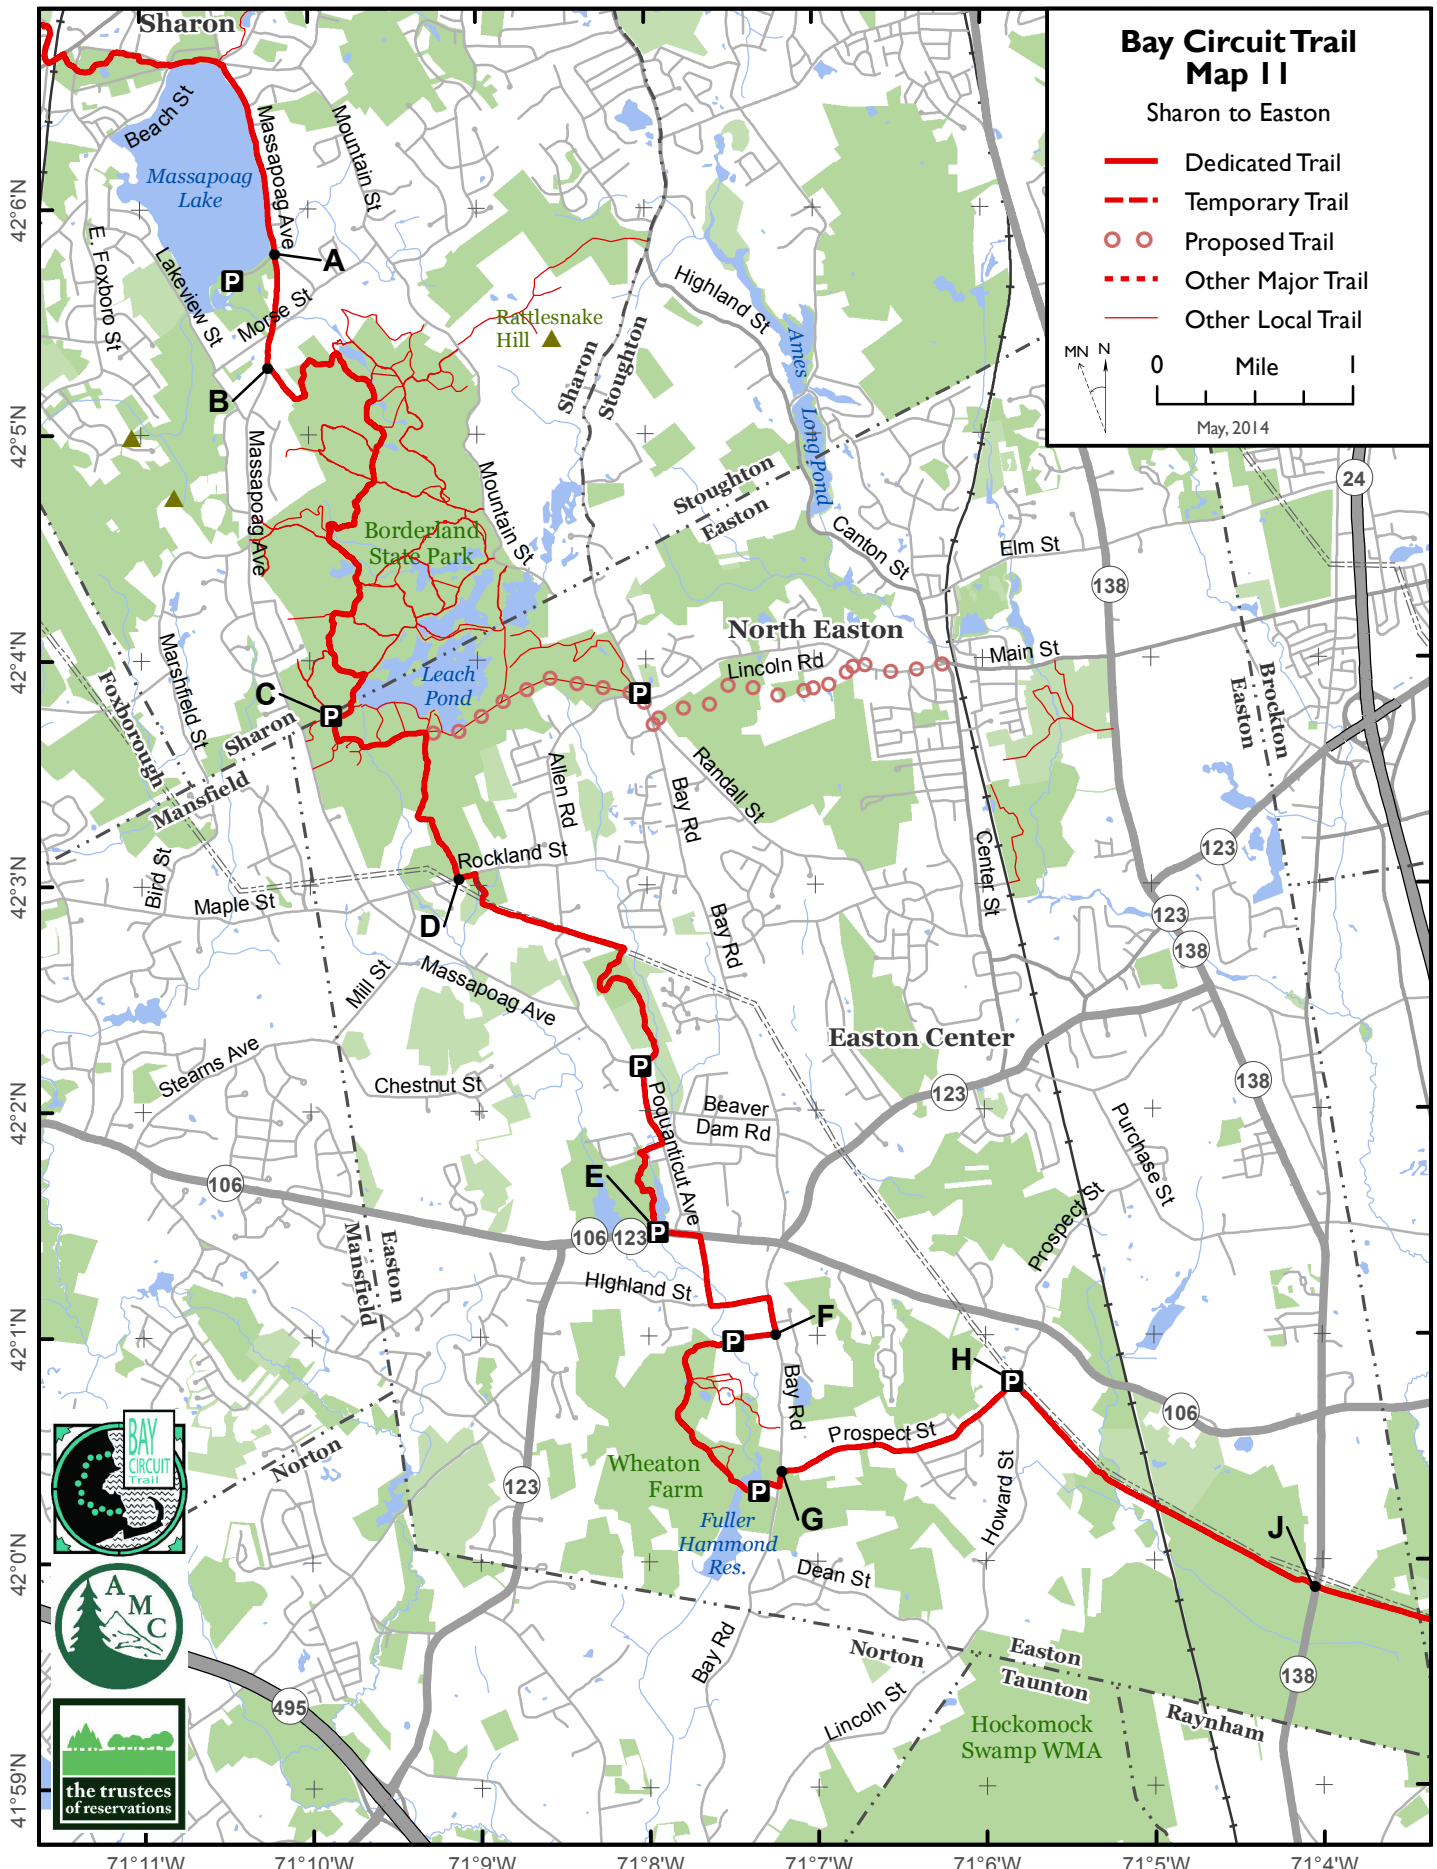 Bay Circuit Trail
Map 11
Sharon to Easton
Dedicated Trail
Temporary Trail
Proposed Trail
Other Major Trail
Other Local Trail
MN N
0 Mile 1
May, 2014
Sharon
Beach St
Massapoag Ave
Mountain St
Massapoag
Lake
42°6'N
E. Foxboro St
Lakeview St
A
P
Morse St
Highland St
Rattlesnake
Hill
Sharon
Stoughton
Ames
Long Pond
B
42°5'N
Massapoag Ave
Mountain St
Stoughton
Easton
24
Borderland
State Park
Canton St
Elm St
138
North Easton
Marshfield St
42°4'N
Lincoln Rd
Main St
Foxborough
Leach
Pond
C
P
P
Brockton
Easton
Sharon
Mansfield
Allen Rd
Bay Rd
Randall St
Center St
123
Bird St
Rockland St
42°3'N
Maple St
D
Bay Rd
123
138
Mill St
Massapoag Ave
Easton Center
Stearns Ave
P
Chestnut St
123
138
42°2'N
Poquanticut Ave
Beaver
Dam Rd
Purchase St
106
E
P
Prospect St
106
123
Easton
Mansfield
HIghland St
F
42°1'N
P
H
P
Bay Rd
106
BAY
CIRCUIT
Trail
Norton
Prospect St
Wheaton
Farm
123
P
G
Howard St
Fuller
Hammond
Res.
J
42°0'N
Dean St
AMC
Bay Rd
Norton
Easton
Taunton
138
495
Lincoln St
Raynham
Hockomock
Swamp WMA
41°59'N
the trustees
of reservations
71°11'W
71°10'W
71°9'W
71°8'W
71°7'W
71°6'W
71°5'W
71°4'W